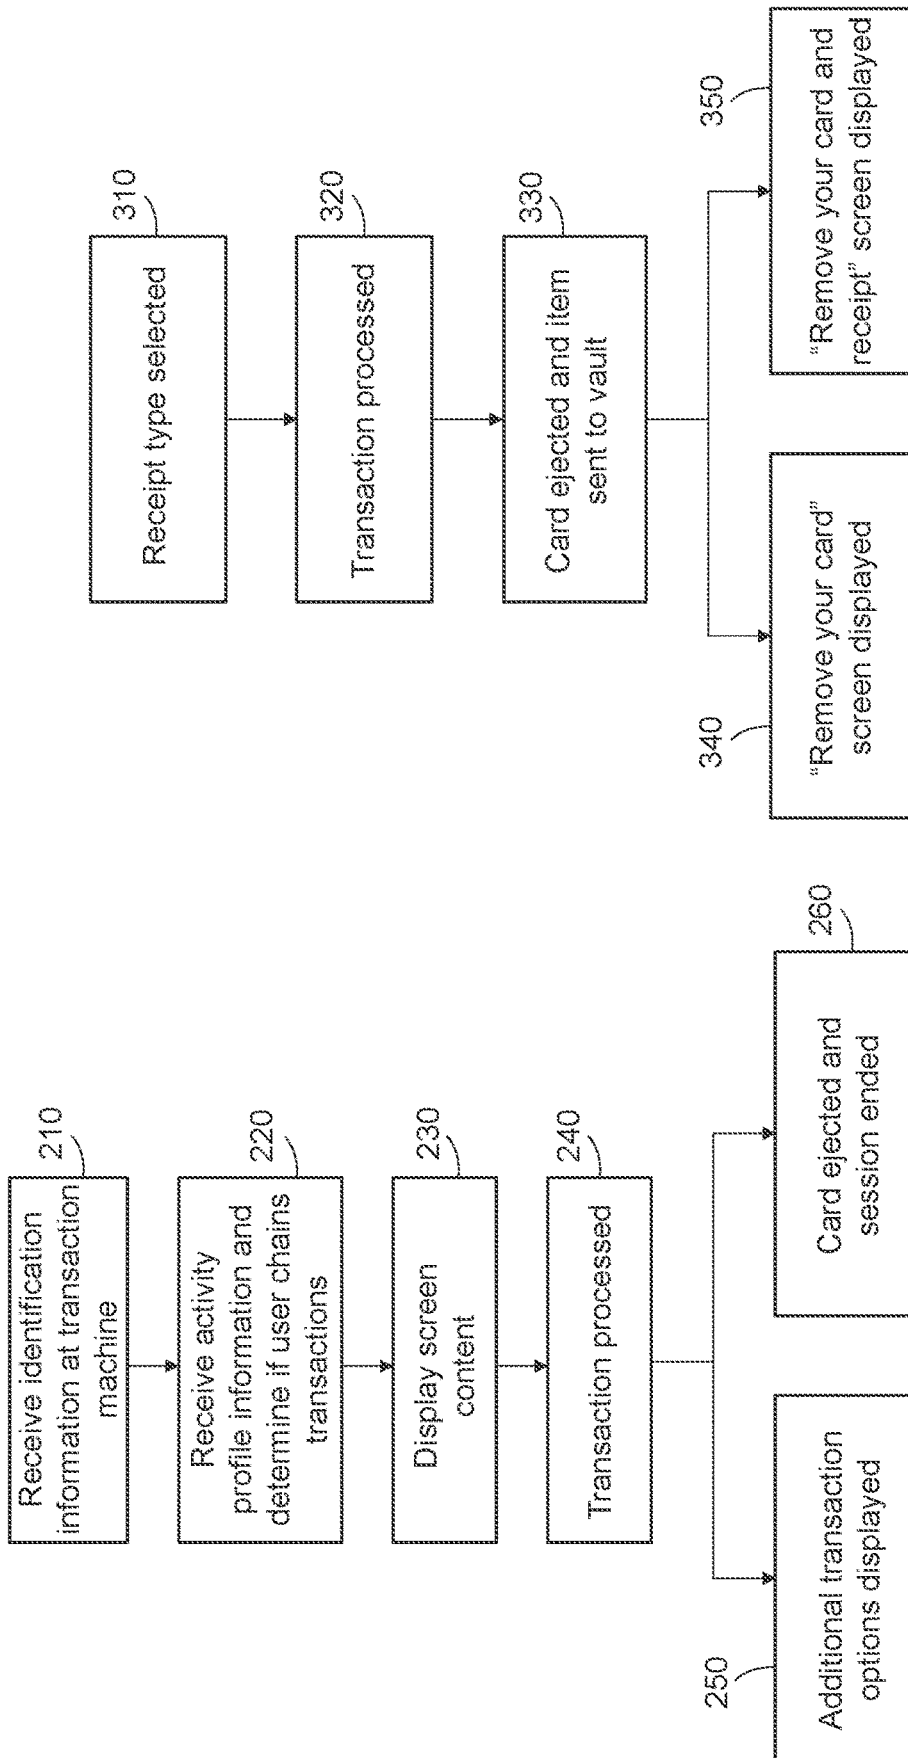 210
Receive identification
information at transaction
machine
220
Receive activity
profile information and
determine if user chains
transactions
230
Display screen
content
240
Transaction processed
250
Additional transaction
options displayed
260
Card ejected and
session ended
310
Receipt type selected
320
Transaction processed
330
Card ejected and item
sent to vault
340
“Remove your card”
screen displayed
350
“Remove your card and
receipt” screen displayed